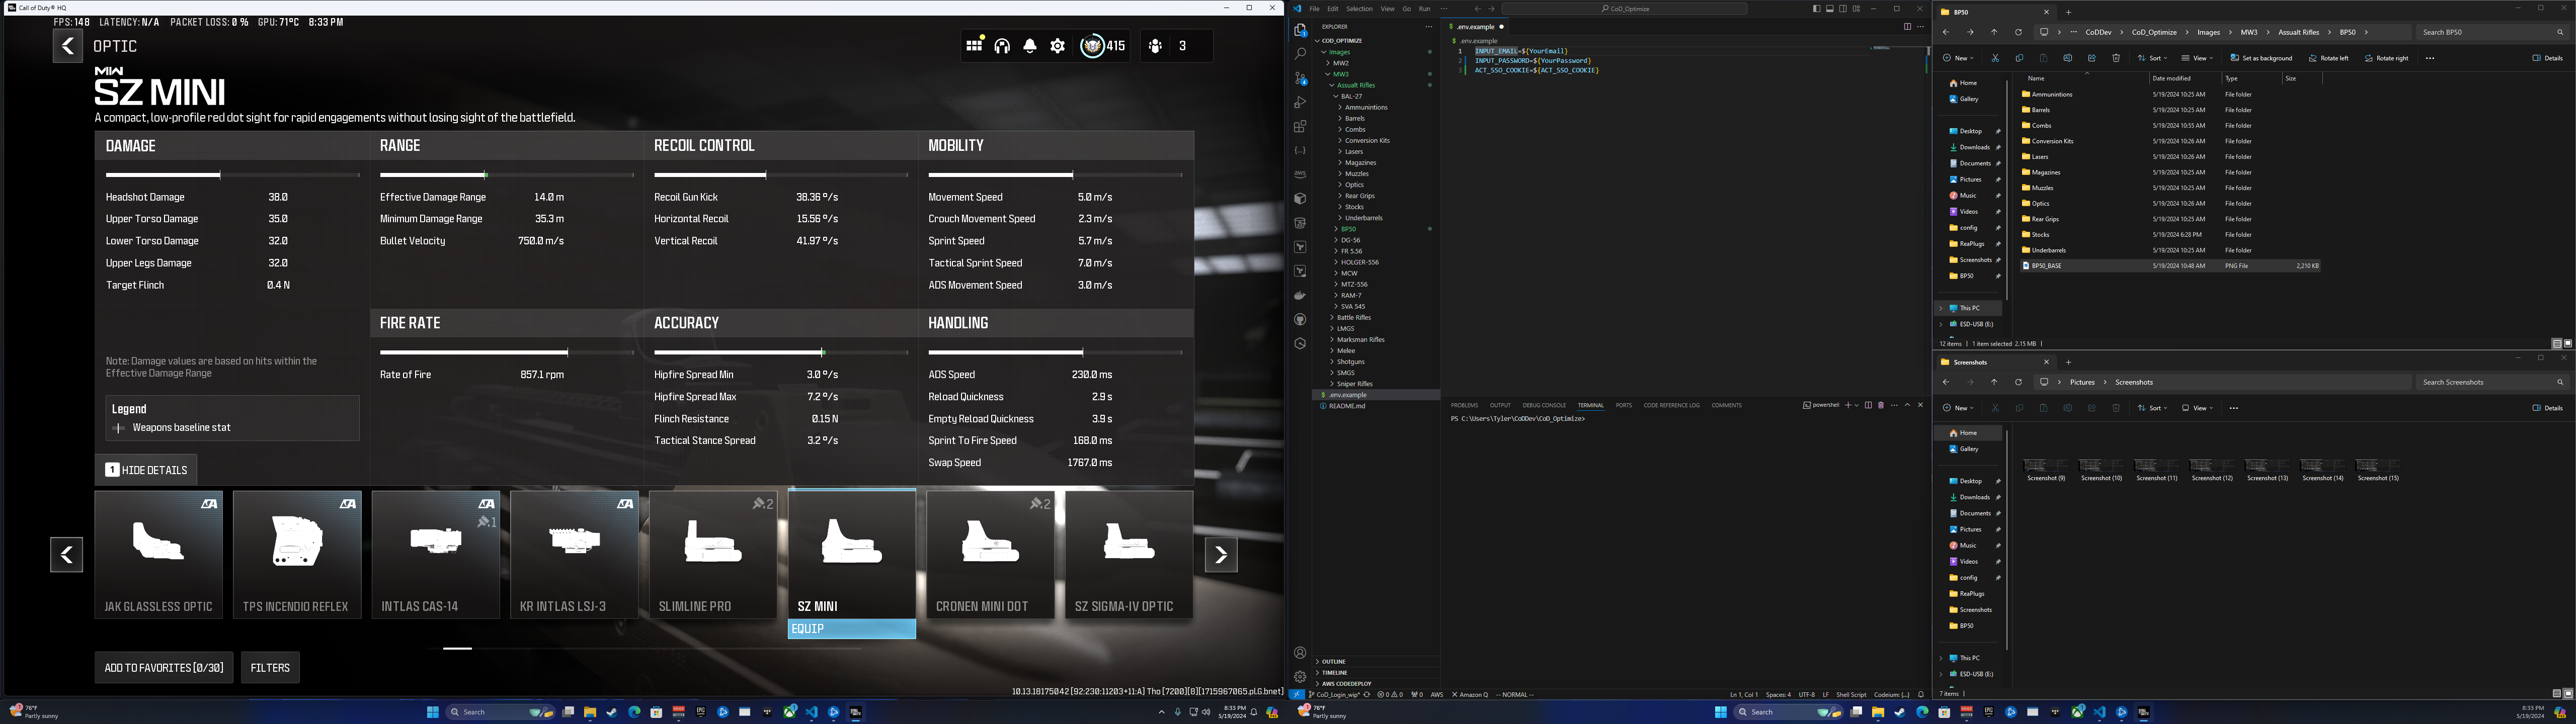 Call of Duty® HQ
FPS: 148 LATENCY: N/A PACKET LOSS: 0 % GPU: 71°C 8:33 PM
OPTIC
415
3
MW
SZ MINI
A compact, low-profile red dot sight for rapid engagements without losing sight of the battlefield.
DAMAGE
Headshot Damage 38.0
Upper Torso Damage 35.0
Lower Torso Damage 32.0
Upper Legs Damage 32.0
Target Flinch 0.4 N
Note: Damage values are based on hits within the
Effective Damage Range
Legend
Weapons baseline stat
1 HIDE DETAILS
RANGE
Effective Damage Range 14.0 m
Minimum Damage Range 35.3 m
Bullet Velocity 750.0 m/s
FIRE RATE
Rate of Fire 857.1 rpm
RECOIL CONTROL
Recoil Gun Kick 38.36 º/s
Horizontal Recoil 15.56 º/s
Vertical Recoil 41.97 º/s
ACCURACY
Hipfire Spread Min 3.0 º/s
Hipfire Spread Max 7.2 º/s
Flinch Resistance 0.15 N
Tactical Stance Spread 3.2 º/s
MOBILITY
Movement Speed 5.0 m/s
Crouch Movement Speed 2.3 m/s
Sprint Speed 5.7 m/s
Tactical Sprint Speed 7.0 m/s
ADS Movement Speed 3.0 m/s
HANDLING
ADS Speed 230.0 ms
Reload Quickness 2.9 s
Empty Reload Quickness 3.9 s
Sprint To Fire Speed 168.0 ms
Swap Speed 1767.0 ms
JAK GLASSLESS OPTIC
TPS INCENDIO REFLEX
.1
INTLAS CAS-14
KR INTLAS LSJ-3
.2
SLIMLINE PRO
SZ MINI
EQUIP
.2
CRONEN MINI DOT
SZ SIGMA-IV OPTIC
ADD TO FAVORITES [0/30]
FILTERS
10.13.18175042 [92:230:11203+11:A] Tho [7200][8][1715967065.pl.G.bnet]
76°F
Partly sunny
Search
8:33 PM
5/19/2024
File Edit Selection View Go Run ···
CoD_Optimize
EXPLORER
COD_OPTIMIZE
Images
MW2
MW3
Assualt Rifles
BAL-27
Ammunintions
Barrels
Combs
Conversion Kits
Lasers
Magazines
Muzzles
Optics
Rear Grips
Stocks
Underbarrels
BP50
DG-56
FR 5.56
HOLGER-556
MCW
MTZ-556
RAM-7
SVA 545
Battle Rifles
LMGS
Marksman Rifles
Melee
Shotguns
SMGS
Sniper Rifles
.env.example
README.md
OUTLINE
TIMELINE
AWS CODEDEPLOY
$ .env.example
$ .env.example
1 INPUT_EMAIL=${YourEmail}
2 INPUT_PASSWORD=${YourPassword}
3 ACT_SSO_COOKIE=${ACT_SSO_COOKIE}
PROBLEMS OUTPUT DEBUG CONSOLE TERMINAL PORTS CODE REFERENCE LOG COMMENTS
powershell
PS C:\Users\Tyler\CoDDev\CoD_Optimize>
CoD_Login_wip* 0 0 0 AWS Amazon Q -- NORMAL --
Ln 1, Col 1 Spaces: 4 UTF-8 LF Shell Script Codeium: {...}
76°F
Partly sunny
Search
8:33 PM
5/19/2024
BP50
··· CoDDev > CoD_Optimize > Images > MW3 > Assualt Rifles > BP50 >
Search BP50
New Sort View Set as background Rotate left Rotate right ··· Details
Home
Gallery
Desktop
Downloads
Documents
Pictures
Music
Videos
config
ReaPlugs
Screenshots
BP50
This PC
ESD-USB (E:)
Name Date modified Type Size
Ammunintions 5/19/2024 10:25 AM File folder
Barrels 5/19/2024 10:25 AM File folder
Combs 5/19/2024 10:55 AM File folder
Conversion Kits 5/19/2024 10:26 AM File folder
Lasers 5/19/2024 10:26 AM File folder
Magazines 5/19/2024 10:25 AM File folder
Muzzles 5/19/2024 10:25 AM File folder
Optics 5/19/2024 10:26 AM File folder
Rear Grips 5/19/2024 10:25 AM File folder
Stocks 5/19/2024 6:28 PM File folder
Underbarrels 5/19/2024 10:25 AM File folder
BP50_BASE 5/19/2024 10:48 AM PNG File 2,210 KB
12 items 1 item selected 2.15 MB
Screenshots
Pictures > Screenshots
Search Screenshots
New Sort View ··· Details
Home
Gallery
Desktop
Downloads
Documents
Pictures
Music
Videos
config
ReaPlugs
Screenshots
BP50
This PC
ESD-USB (E:)
Screenshot (9) Screenshot (10) Screenshot (11) Screenshot (12) Screenshot (13) Screenshot (14) Screenshot (15)
7 items
8:33 PM
5/19/2024